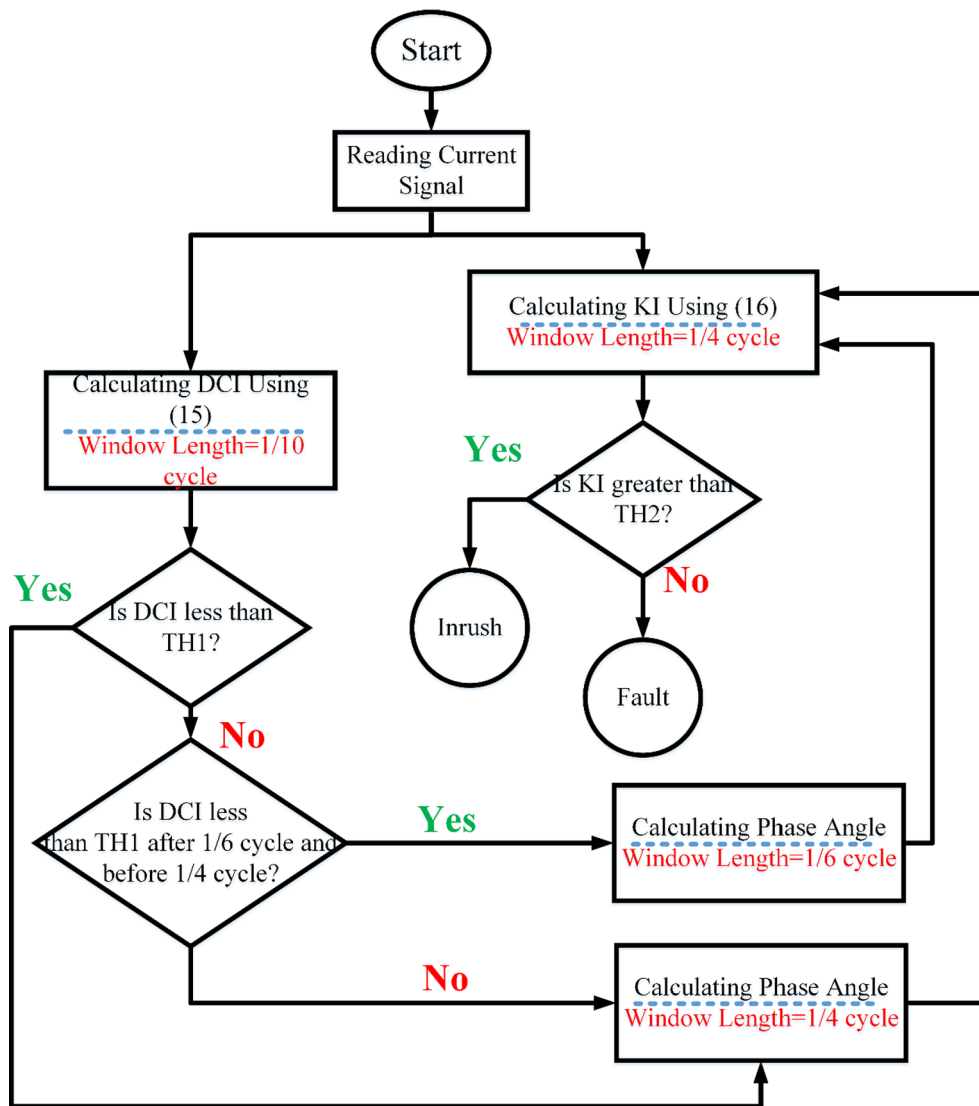 Start
Reading Current
Signal
Calculating KI Using (16)
Window Length=1/4 cycle
Calculating DCI Using
(15)
Window Length=1/10
cycle
Yes
Is KI greater than
TH2?
No
Yes
Is DCI less than
TH1?
Inrush
Fault
No
Is DCI less
than TH1 after 1/6 cycle and
before 1/4 cycle?
Yes
Calculating Phase Angle
Window Length=1/6 cycle
No
Calculating Phase Angle
Window Length=1/4 cycle